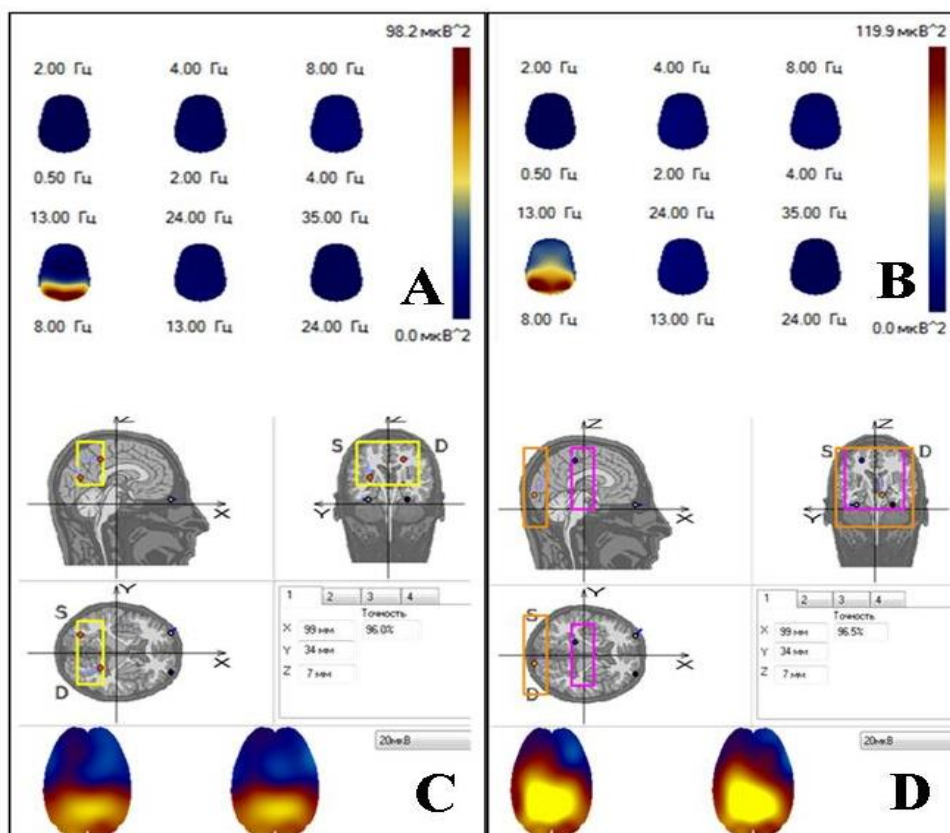 98.2 мкВ^2
2.00 Гц 4.00 Гц 8.00 Гц
0.50 Гц 2.00 Гц 4.00 Гц
13.00 Гц 24.00 Гц 35.00 Гц
A
8.00 Гц 13.00 Гц 24.00 Гц
0.0 мкВ^2
119.9 мкВ^2
2.00 Гц 4.00 Гц 8.00 Гц
0.50 Гц 2.00 Гц 4.00 Гц
13.00 Гц 24.00 Гц 35.00 Гц
B
8.00 Гц 13.00 Гц 24.00 Гц
0.0 мкВ^2
Z
X
Z
S D
Y
Y
S
D
X
1 2 3 4
Точность
X 99 мм 96.0%
Y 34 мм
Z 7 мм
20мкВ
C
Z
X
Z
S D
Y
Y
S
D
X
1 2 3 4
Точность
X 99 мм 96.5%
Y 34 мм
Z 7 мм
20мкВ
D